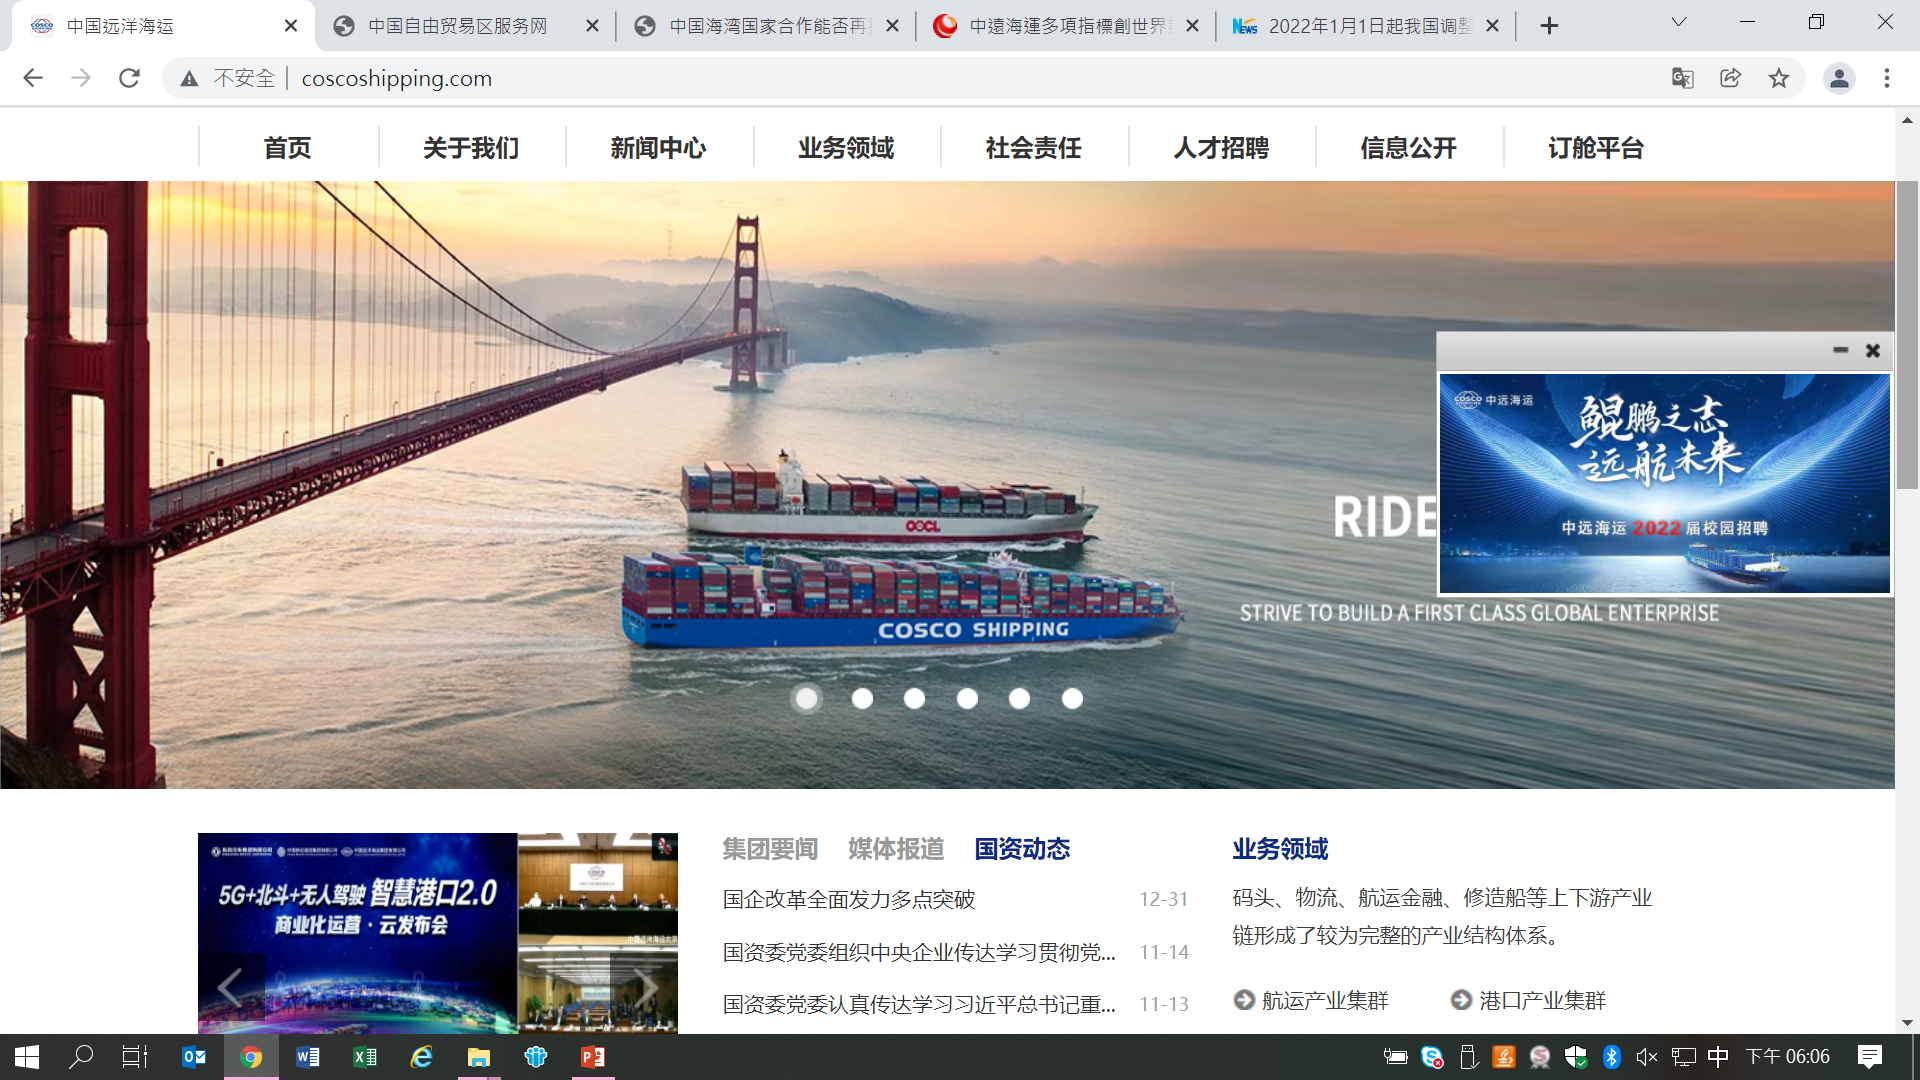 中国远洋海运
中国自由贸易区服务网
中国海湾国家合作能否再
中遠海運多項指標創世界
2022年1月1日起我国调整
不安全
coscoshipping.com
首页
关于我们
新闻中心
业务领域
社会责任
人才招聘
信息公开
订舱平台
OOCL
COSCO SHIPPING
RIDE
STRIVE TO BUILD A FIRST CLASS GLOBAL ENTERPRISE
COSCO 中远海运
鲲鹏之志
远航未来
中远海运 2022 届校园招聘
5G+北斗+无人驾驶 智慧港口2.0
商业化运营·云发布会
集团要闻 媒体报道 国资动态
国企改革全面发力多点突破 12-31
国资委党委组织中央企业传达学习贯彻党... 11-14
国资委党委认真传达学习习近平总书记重... 11-13
业务领域
码头、物流、航运金融、修造船等上下游产业
链形成了较为完整的产业结构体系。
航运产业集群
港口产业集群
中
下午 06:06